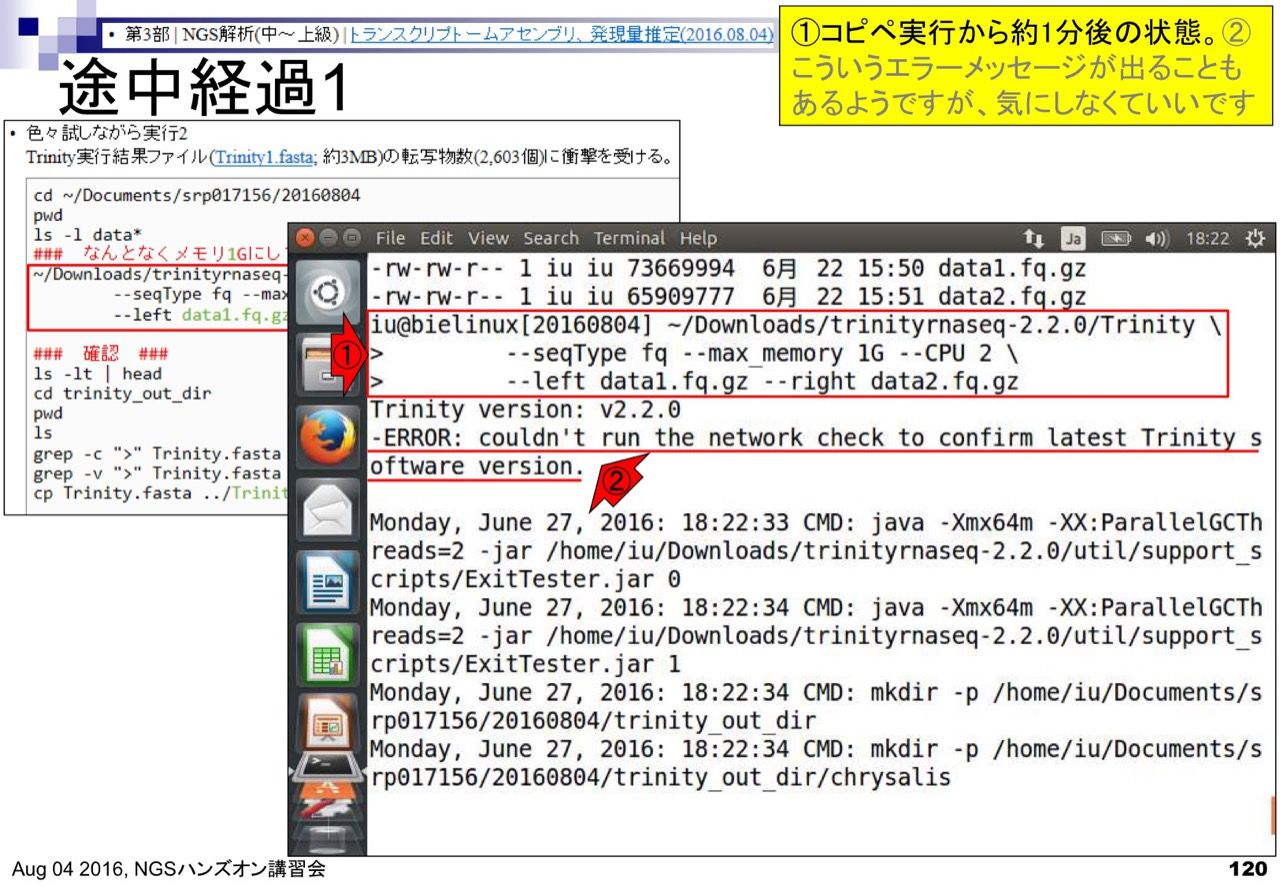 • 第3部 | NGS解析(中～上級) | トランスクリプトームアセンブリ、発現量推定(2016.08.04)
途中経過1
①コピペ実行から約1分後の状態。②
こういうエラーメッセージが出ることも
あるようですが、気にしなくていいです
• 色々試しながら実行2
Trinity実行結果ファイル(Trinity1.fasta; 約3MB)の転写物数(2,603個)に衝撃を受ける。
cd ~/Documents/srp017156/20160804
pwd
ls -l data*
### なんとなくメモリ1Gにし
~/Downloads/trinityrnaseq-
--seqType fq --max
--left data1.fq.gz
### 確認 ###
ls -lt | head
cd trinity_out_dir
pwd
ls
grep -c ">" Trinity.fasta
grep -v ">" Trinity.fasta
cp Trinity.fasta ../Trinit
File Edit View Search Terminal Help
Ja
18:22
-rw-rw-r-- 1 iu iu 73669994 6月 22 15:50 data1.fq.gz
-rw-rw-r-- 1 iu iu 65909777 6月 22 15:51 data2.fq.gz
iu@bielinux[20160804] ~/Downloads/trinityrnaseq-2.2.0/Trinity \
> --seqType fq --max_memory 1G --CPU 2 \
> --left data1.fq.gz --right data2.fq.gz
①
Trinity version: v2.2.0
-ERROR: couldn't run the network check to confirm latest Trinity s
oftware version.
②
Monday, June 27, 2016: 18:22:33 CMD: java -Xmx64m -XX:ParallelGCTh
reads=2 -jar /home/iu/Downloads/trinityrnaseq-2.2.0/util/support_s
cripts/ExitTester.jar 0
Monday, June 27, 2016: 18:22:34 CMD: java -Xmx64m -XX:ParallelGCTh
reads=2 -jar /home/iu/Downloads/trinityrnaseq-2.2.0/util/support_s
cripts/ExitTester.jar 1
Monday, June 27, 2016: 18:22:34 CMD: mkdir -p /home/iu/Documents/s
rp017156/20160804/trinity_out_dir
Monday, June 27, 2016: 18:22:34 CMD: mkdir -p /home/iu/Documents/s
rp017156/20160804/trinity_out_dir/chrysalis
Aug 04 2016, NGSハンズオン講習会
120